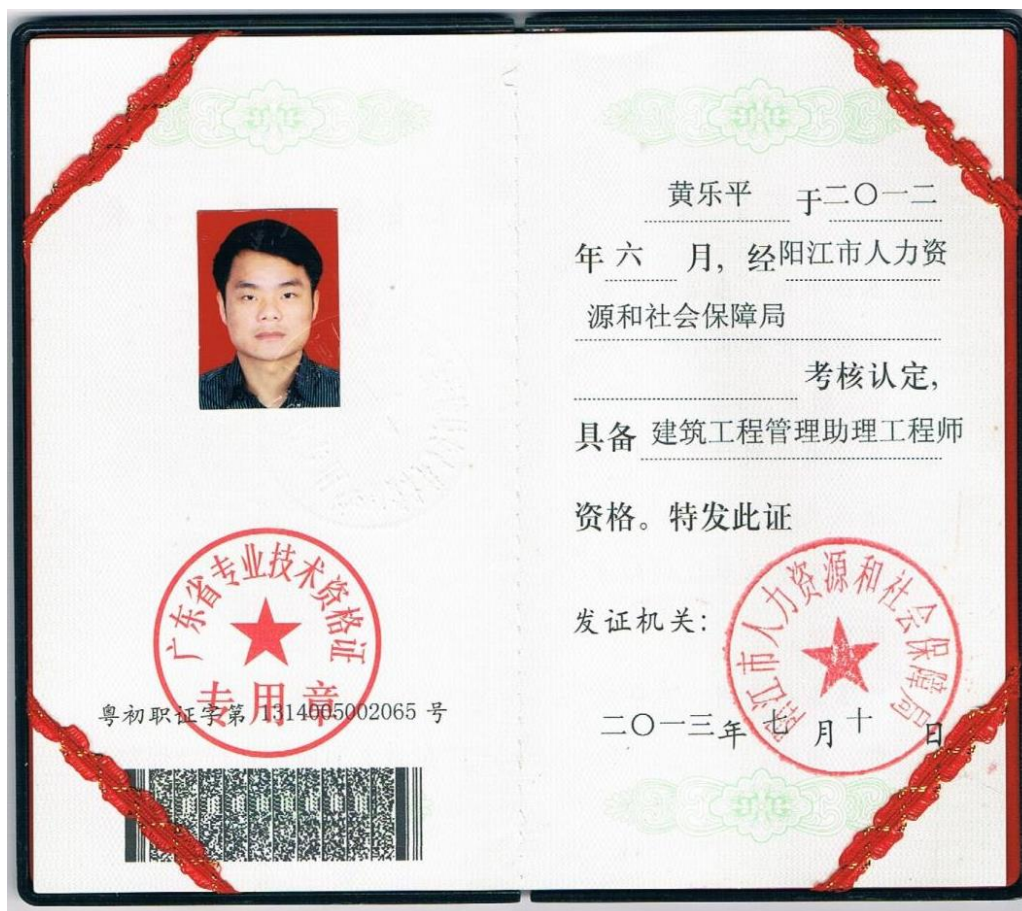 广东省专业技术资格证
专用章
粤初职证字第 1314005002065 号
黄乐平 于二〇一二
年 六 月，经阳江市人力资
源和社会保障局
考核认定，
具备 建筑工程管理助理工程师
资格。特发此证
发证机关：
阳江市人力资源和社会保障局
二〇一三年 七 月 十 日